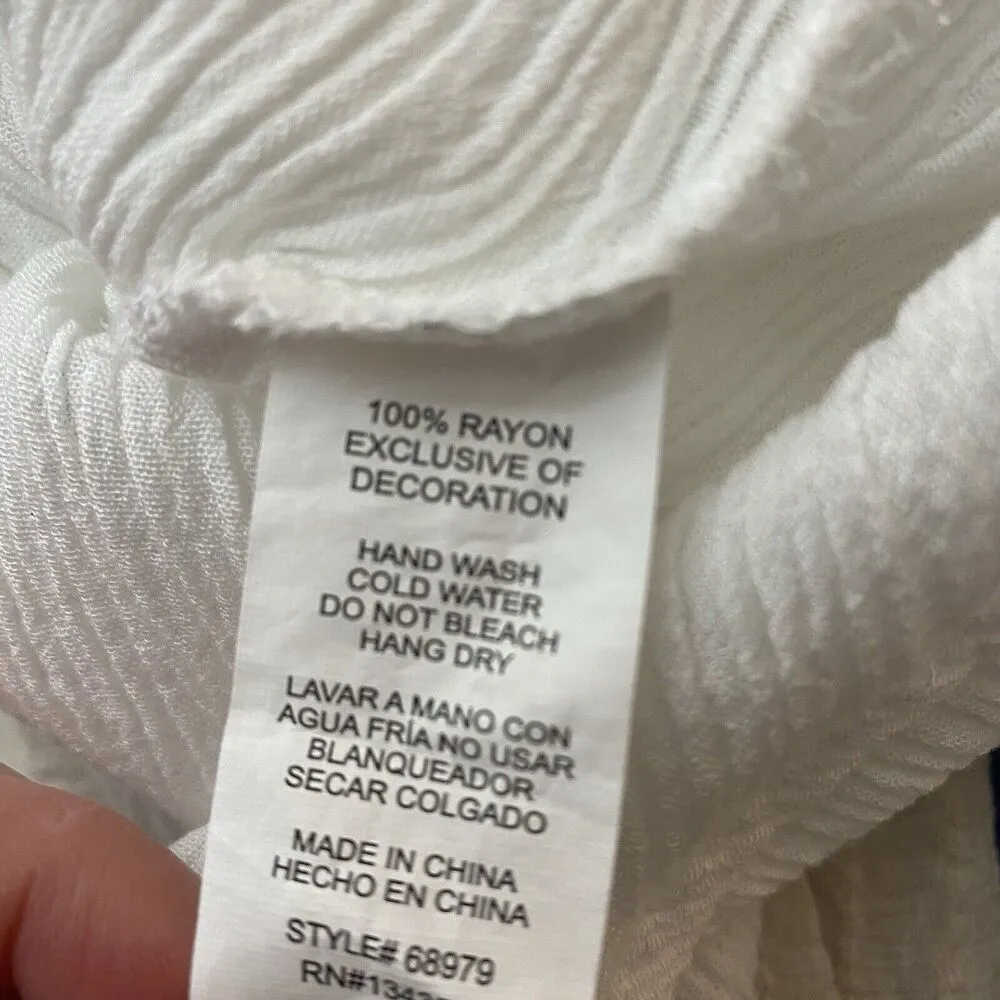 100% RAYON
EXCLUSIVE OF
DECORATION
HAND WASH
COLD WATER
DO NOT BLEACH
HANG DRY
LAVAR A MANO CON
AGUA FRÍA NO USAR
BLANQUEADOR
SECAR COLGADO
MADE IN CHINA
HECHO EN CHINA
STYLE# 68979